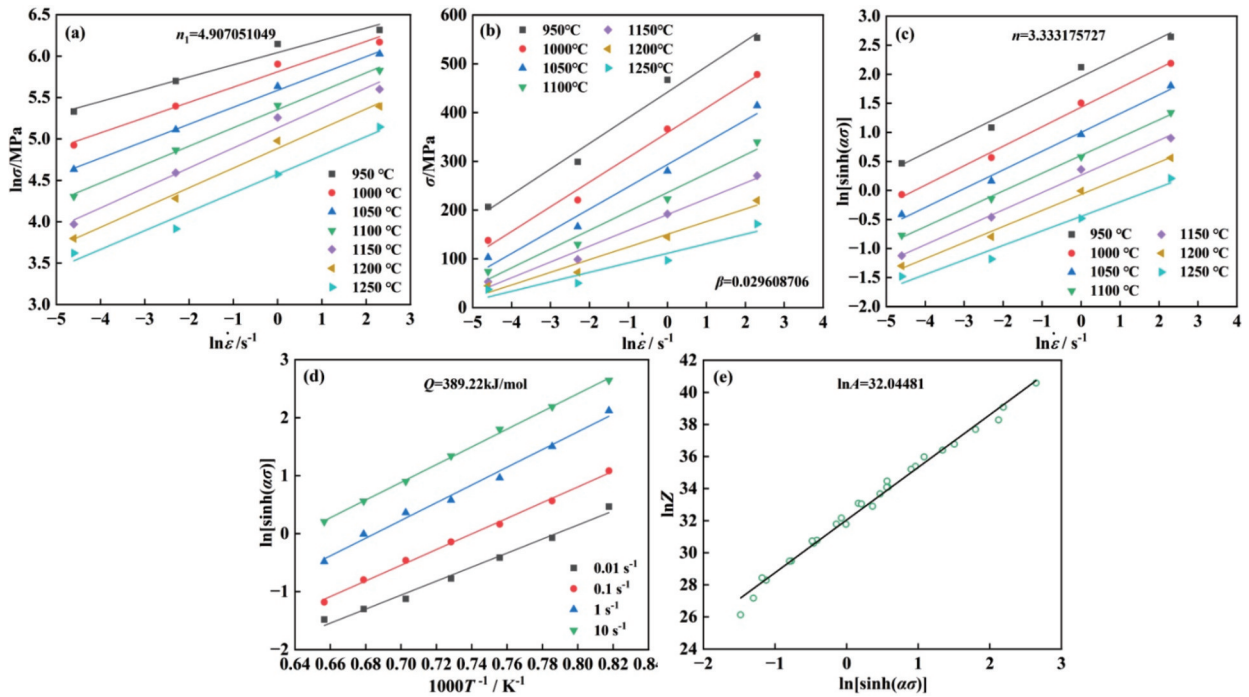 (a)
n₁=4.907051049
6.5
6.0
5.5
5.0
4.5
4.0
3.5
3.0
lnσ/MPa
950 ℃
1000 ℃
1050 ℃
1100 ℃
1150 ℃
1200 ℃
1250 ℃
−5 −4 −3 −2 −1 0 1 2 3 4
lnε̇ /s⁻¹
(b)
600
500
400
300
200
100
0
σ/MPa
950℃ 1150℃
1000℃ 1200℃
1050℃ 1250℃
1100℃
β=0.029608706
−5 −4 −3 −2 −1 0 1 2 3 4
lnε̇ /s⁻¹
(c)
n=3.333175727
3.0
2.5
2.0
1.5
1.0
0.5
0.0
−0.5
−1.0
−1.5
−2.0
ln[sinh(ασ)]
950 ℃ 1150 ℃
1000 ℃ 1200 ℃
1050 ℃ 1250 ℃
1100 ℃
−5 −4 −3 −2 −1 0 1 2 3 4
lnε̇ /s⁻¹
(d)
Q=389.22kJ/mol
3
2
1
0
−1
−2
ln[sinh(ασ)]
0.01 s⁻¹
0.1 s⁻¹
1 s⁻¹
10 s⁻¹
0.64 0.66 0.68 0.70 0.72 0.74 0.76 0.78 0.80 0.82 0.8
1000T ⁻¹ / K⁻¹
(e)
lnA=32.04481
42
40
38
36
34
32
30
28
26
24
lnZ
−2 −1 0 1 2 3
ln[sinh(ασ)]